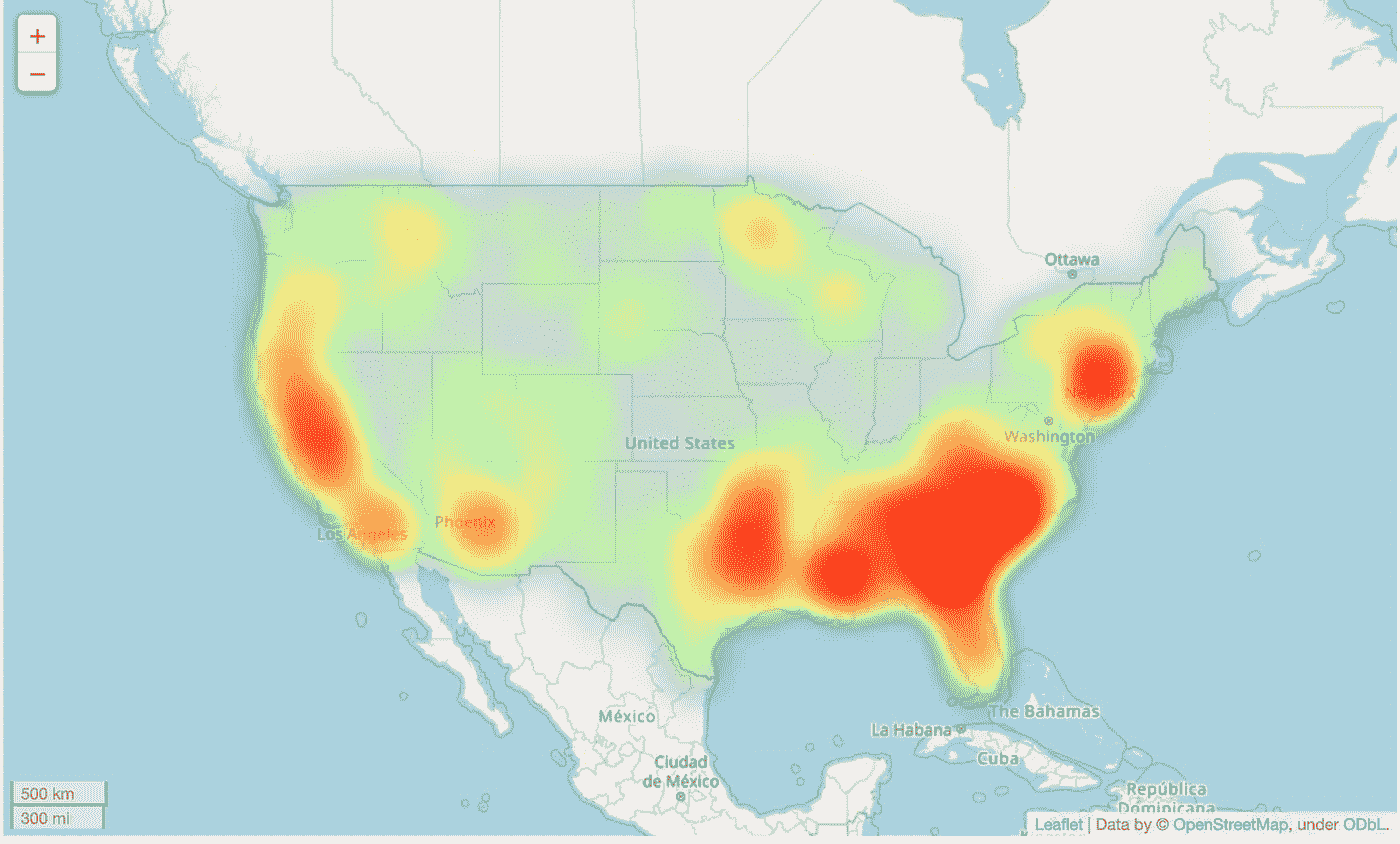 +
−
Ottawa
Washington
United States
Phoenix
Los Angeles
México
La Habana
The Bahamas
Cuba
Ciudad
de México
República
Dominicana
500 km
300 mi
Leaflet | Data by © OpenStreetMap, under ODbL.